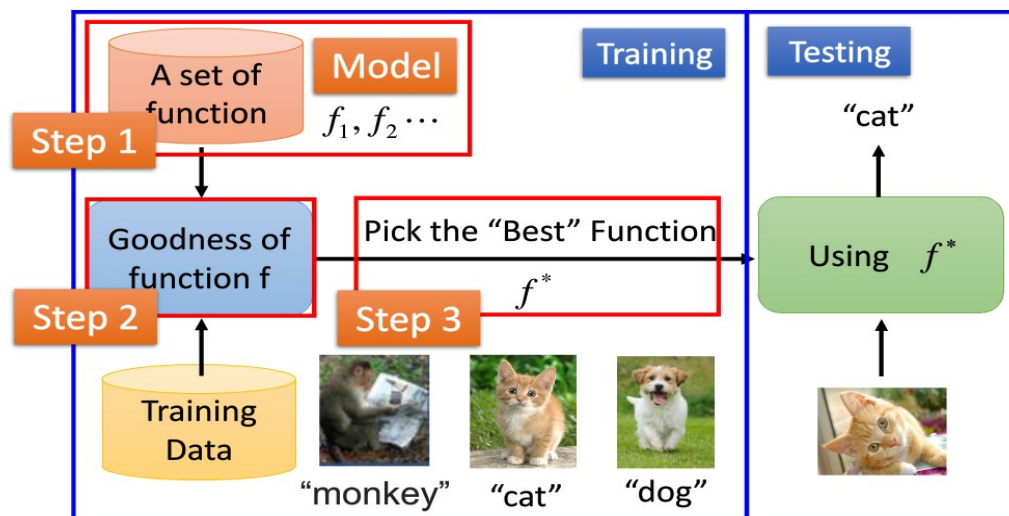 A set of
function
Model
f₁, f₂ ⋯
Training
Testing
Step 1
“cat”
Goodness of
function f
Pick the “Best” Function
f*
Using f*
Step 2
Step 3
Training
Data
“monkey”
“cat”
“dog”